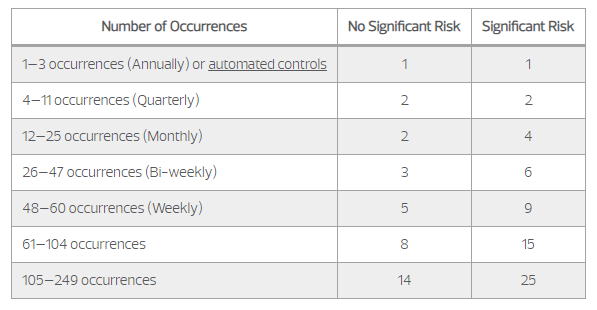 Number of Occurrences No Significant Risk Significant Risk
1–3 occurrences (Annually) or automated controls 1 1
4–11 occurrences (Quarterly) 2 2
12–25 occurrences (Monthly) 2 4
26–47 occurrences (Bi-weekly) 3 6
48–60 occurrences (Weekly) 5 9
61–104 occurrences 8 15
105–249 occurrences 14 25